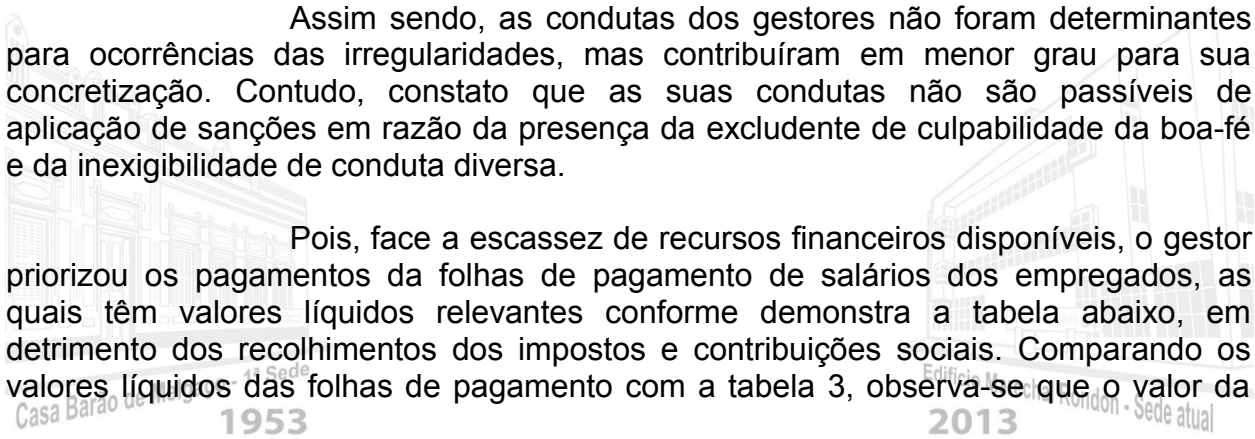 Assim sendo, as condutas dos gestores não foram determinantes
para ocorrências das irregularidades, mas contribuíram em menor grau para sua
concretização. Contudo, constato que as suas condutas não são passíveis de
aplicação de sanções em razão da presença da excludente de culpabilidade da boa-fé
e da inexigibilidade de conduta diversa.
Pois, face a escassez de recursos financeiros disponíveis, o gestor
priorizou os pagamentos da folhas de pagamento de salários dos empregados, as
quais têm valores líquidos relevantes conforme demonstra a tabela abaixo, em
detrimento dos recolhimentos dos impostos e contribuições sociais. Comparando os
valores líquidos das folhas de pagamento com a tabela 3, observa-se que o valor da
Casa Barão de - 1ª Sede
1953
Edifício Rondon - Sede atual
2013